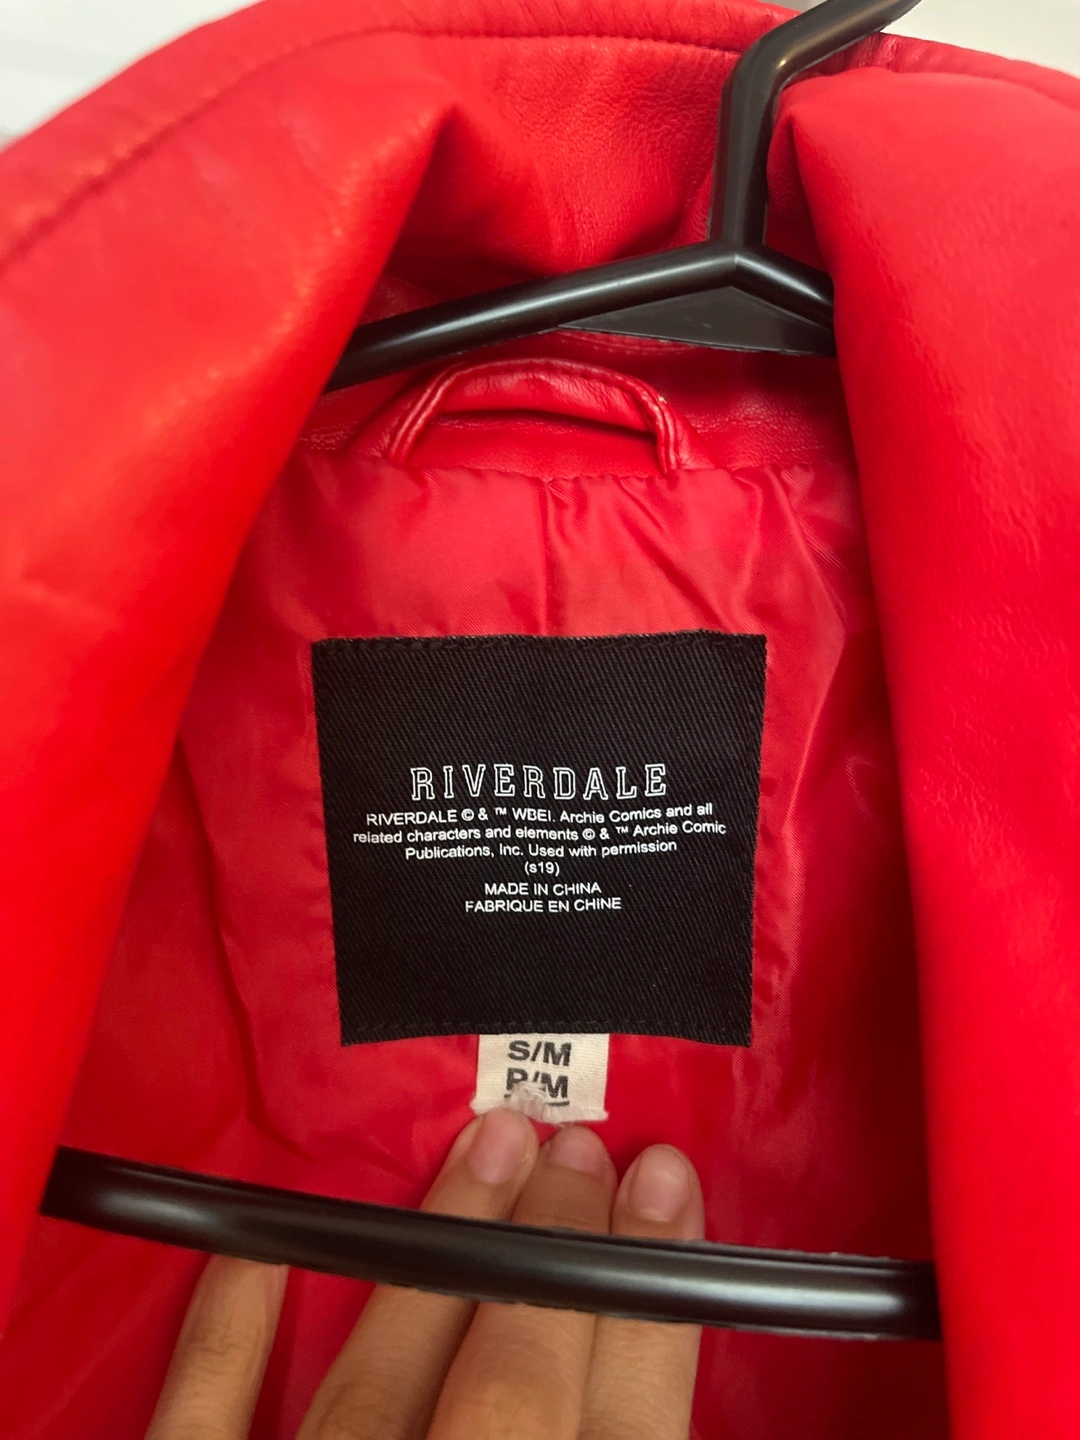 RIVERDALE
RIVERDALE © & ™ WBEI. Archie Comics and all
related characters and elements © & ™ Archie Comic
Publications, Inc. Used with permission
(s19)
MADE IN CHINA
FABRIQUE EN CHINE
S/M
P/M